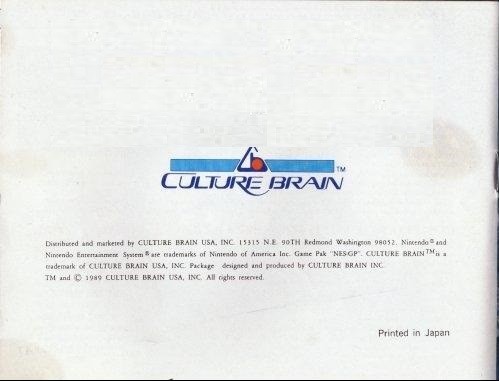 CULTURE BRAIN™
Distributed and marketed by CULTURE BRAIN USA, INC. 15315 N.E. 90TH Redmond Washington 98052. Nintendo® and
Nintendo Entertainment System® are trademarks of Nintendo of America Inc. Game Pak "NES-GP". CULTURE BRAIN™ is a
trademark of CULTURE BRAIN USA, INC. Package designed and produced by CULTURE BRAIN INC.
TM and © 1989 CULTURE BRAIN USA, INC. All rights reserved.
Printed in Japan